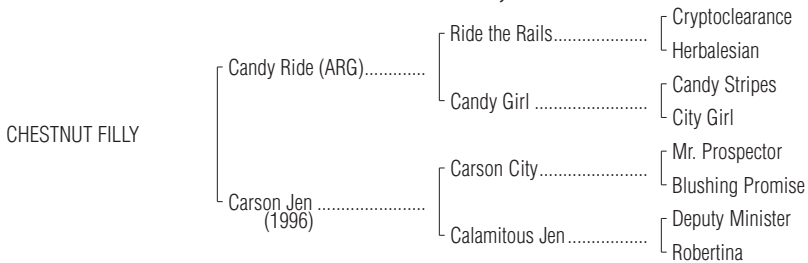 Cryptoclearance
Ride the Rails....................
Herbalesian
Candy Ride (ARG).............
Candy Stripes
Candy Girl ........................
City Girl
CHESTNUT FILLY
Mr. Prospector
Carson City.......................
Blushing Promise
Carson Jen .......................
(1996)
Deputy Minister
Calamitous Jen.................
Robertina